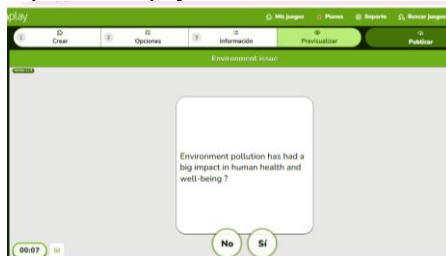 play
Mis juegos
Planes
Soporte
Buscar juegos
1
Crear
2
Opciones
3
Información
Previsualizar
Publicar
Environment issue
Environment pollution has had a
big impact in human health and
well-being ?
No
Sí
00:07